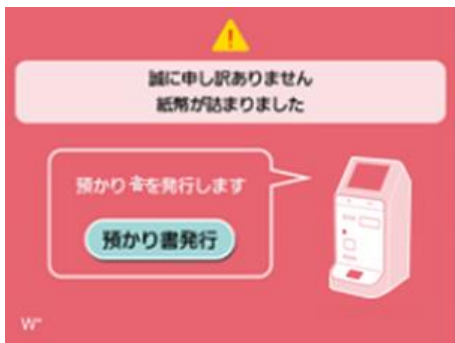 誠に申し訳ありません
紙幣が詰まりました
預かり書を発行します
預かり書発行
W"